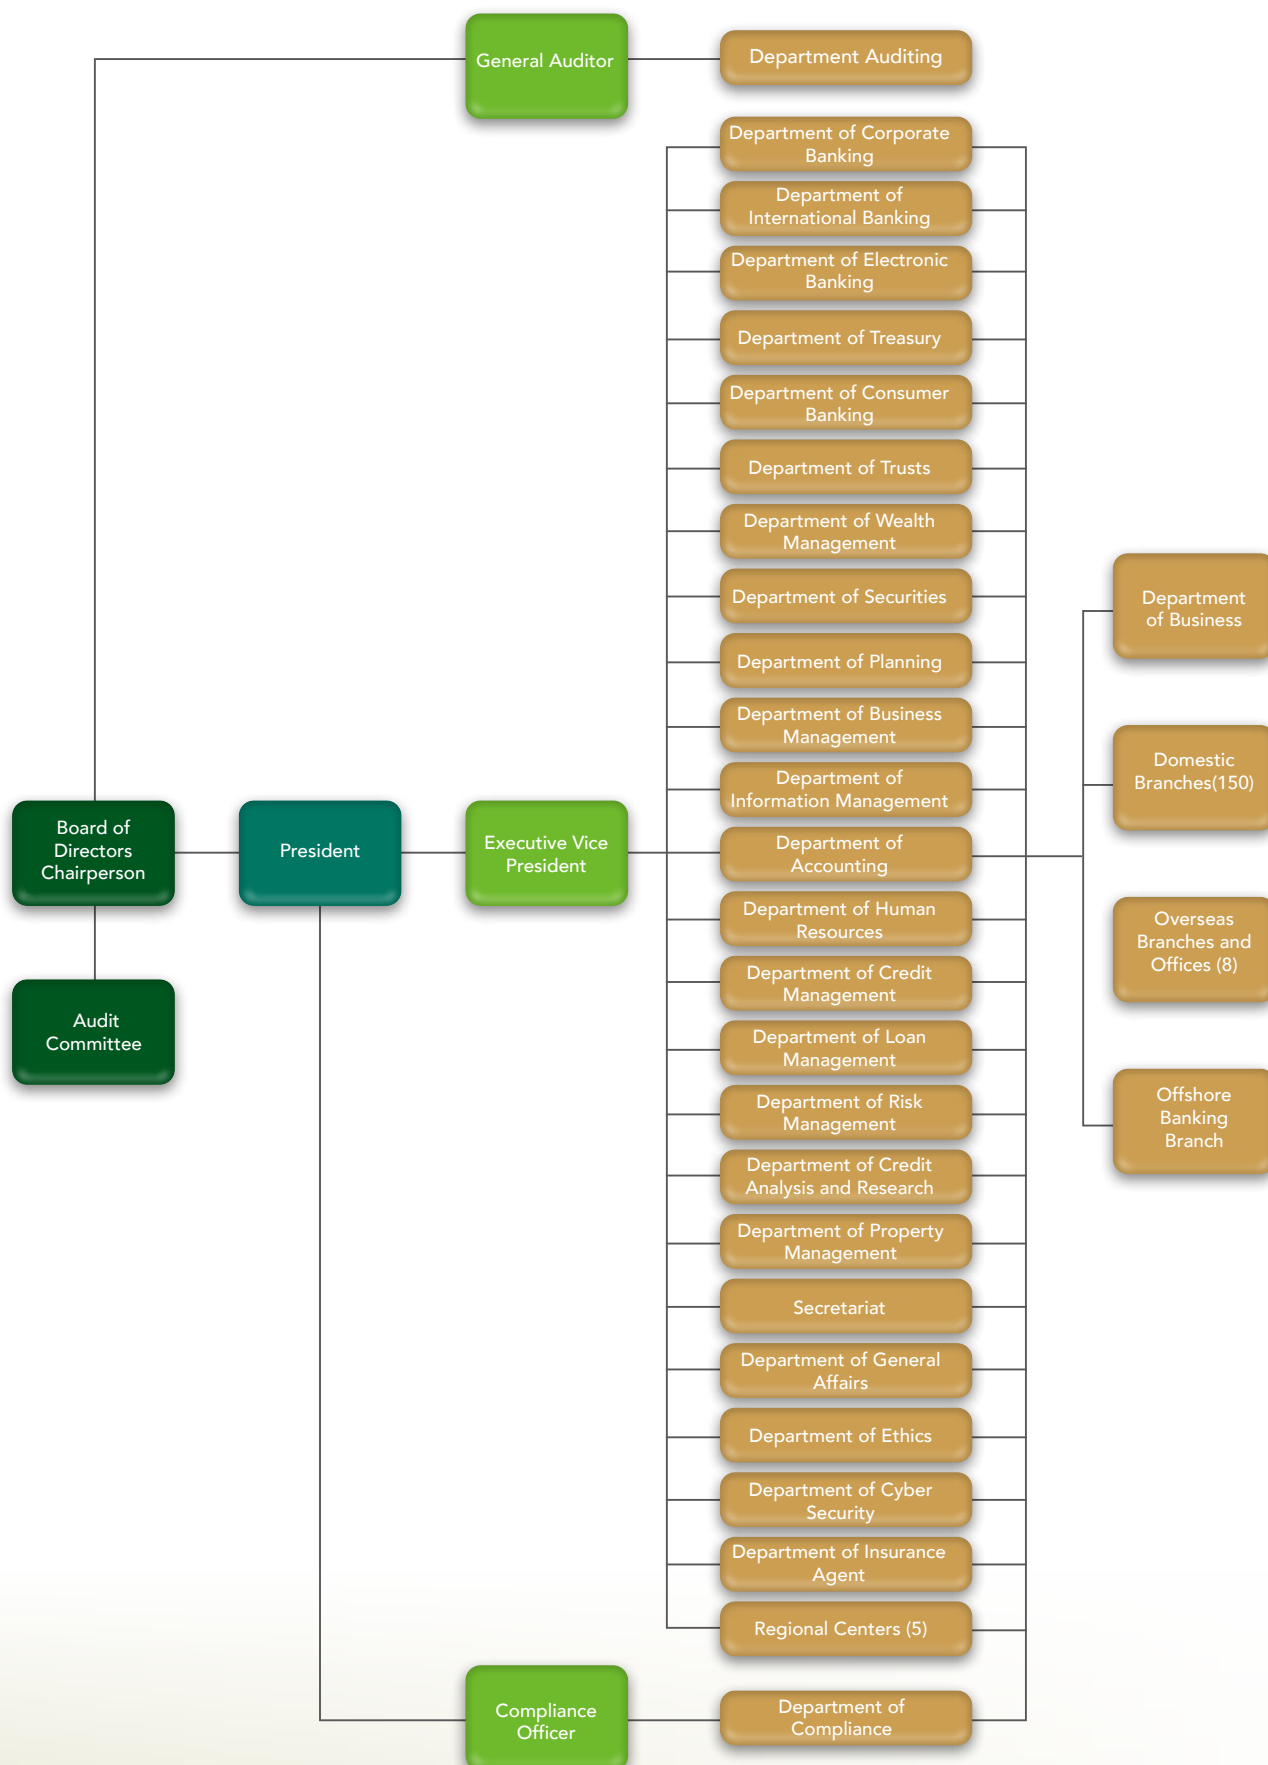 General Auditor
Department Auditing
Department of Corporate
Banking
Department of
International Banking
Department of Electronic
Banking
Department of Treasury
Department of Consumer
Banking
Department of Trusts
Department of Wealth
Management
Department of Securities
Department of Planning
Department of Business
Management
Department of
Information Management
Department of
Accounting
Department of Human
Resources
Department of Credit
Management
Department of Loan
Management
Department of Risk
Management
Department of Credit
Analysis and Research
Department of Property
Management
Secretariat
Department of General
Affairs
Department of Ethics
Department of Cyber
Security
Department of Insurance
Agent
Regional Centers (5)
Board of
Directors
Chairperson
President
Executive Vice
President
Audit
Committee
Department
of Business
Domestic
Branches(150)
Overseas
Branches and
Offices (8)
Offshore
Banking
Branch
Compliance
Officer
Department of
Compliance